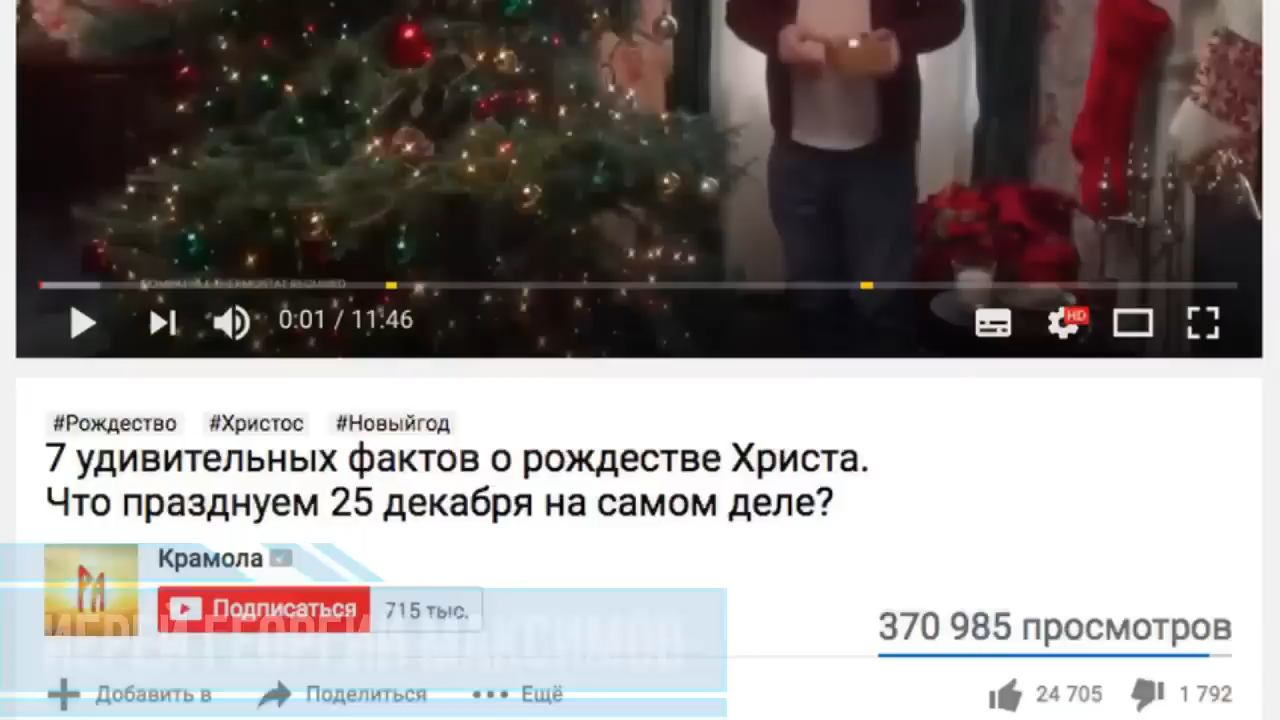 0:01 / 11:46
HD
#Рождество #Христос #Новыйгод
7 удивительных фактов о рождестве Христа.
Что празднуем 25 декабря на самом деле?
Крамола
Подписаться 715 тыс.
370 985 просмотров
Добавить в Поделиться Ещё
24 705 1 792